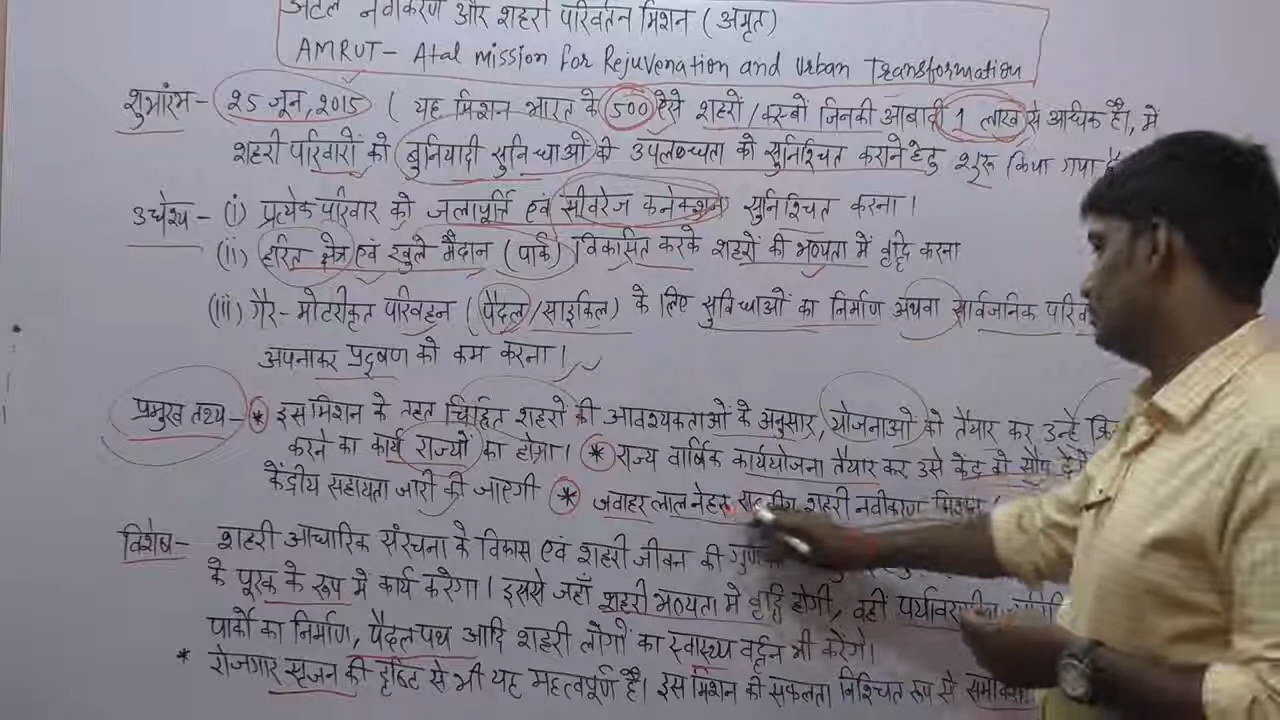 अटल नवीकरण और शहरी परिवर्तन मिशन (अमृत)
AMRUT- Atal mission for Rejuvenation and Urban Transformation
शुभारंभ- 25 जून, 2015 ( यह मिशन भारत के 500 ऐसे शहरों/कस्बों जिनकी आबादी 1 लाख से अधिक है, में
शहरी परिवारों को बुनियादी सुविधाओं की उपलब्धता को सुनिश्चित कराने हेतु शुरू किया गया है
उद्देश्य- (i) प्रत्येक परिवार को जलापूर्ति एवं सीवरेज कनेक्शन सुनिश्चित करना।
(ii) हरित क्षेत्र एवं खुले मैदान (पार्क) विकसित करके शहरों की भव्यता में वृद्धि करना
(iii) गैर-मोटरीकृत परिवहन (पैदल/साइकिल) के लिए सुविधाओं का निर्माण अथवा सार्वजनिक
अपनाकर प्रदूषण को कम करना।
प्रमुख तथ्य- * इस मिशन के तहत चिह्नित शहरों की आवश्यकताओं के अनुसार, योजनाओं को तैयार कर उन्हें
करने का कार्य राज्यों का होगा। * राज्य वार्षिक कार्ययोजना तैयार कर उसे केंद्र को सौंप देंगे
केंद्रीय सहायता जारी की जाएगी * जवाहर लाल नेहरू शहरी नवीकरण मिशन
विशेष- शहरी आधारिक संरचना के विकास एवं शहरी जीवन की
के पूरक के रूप में कार्य करेगा। इससे जहाँ शहरी भव्यता में वृद्धि होगी, वहीं
पार्कों का निर्माण, पैदलपथ आदि शहरी लोगों का स्वास्थ्य वर्द्धन भी करेंगे।
* रोजगार सृजन की दृष्टि से भी यह महत्वपूर्ण है। इस मिशन की सफलता निश्चित रूप से